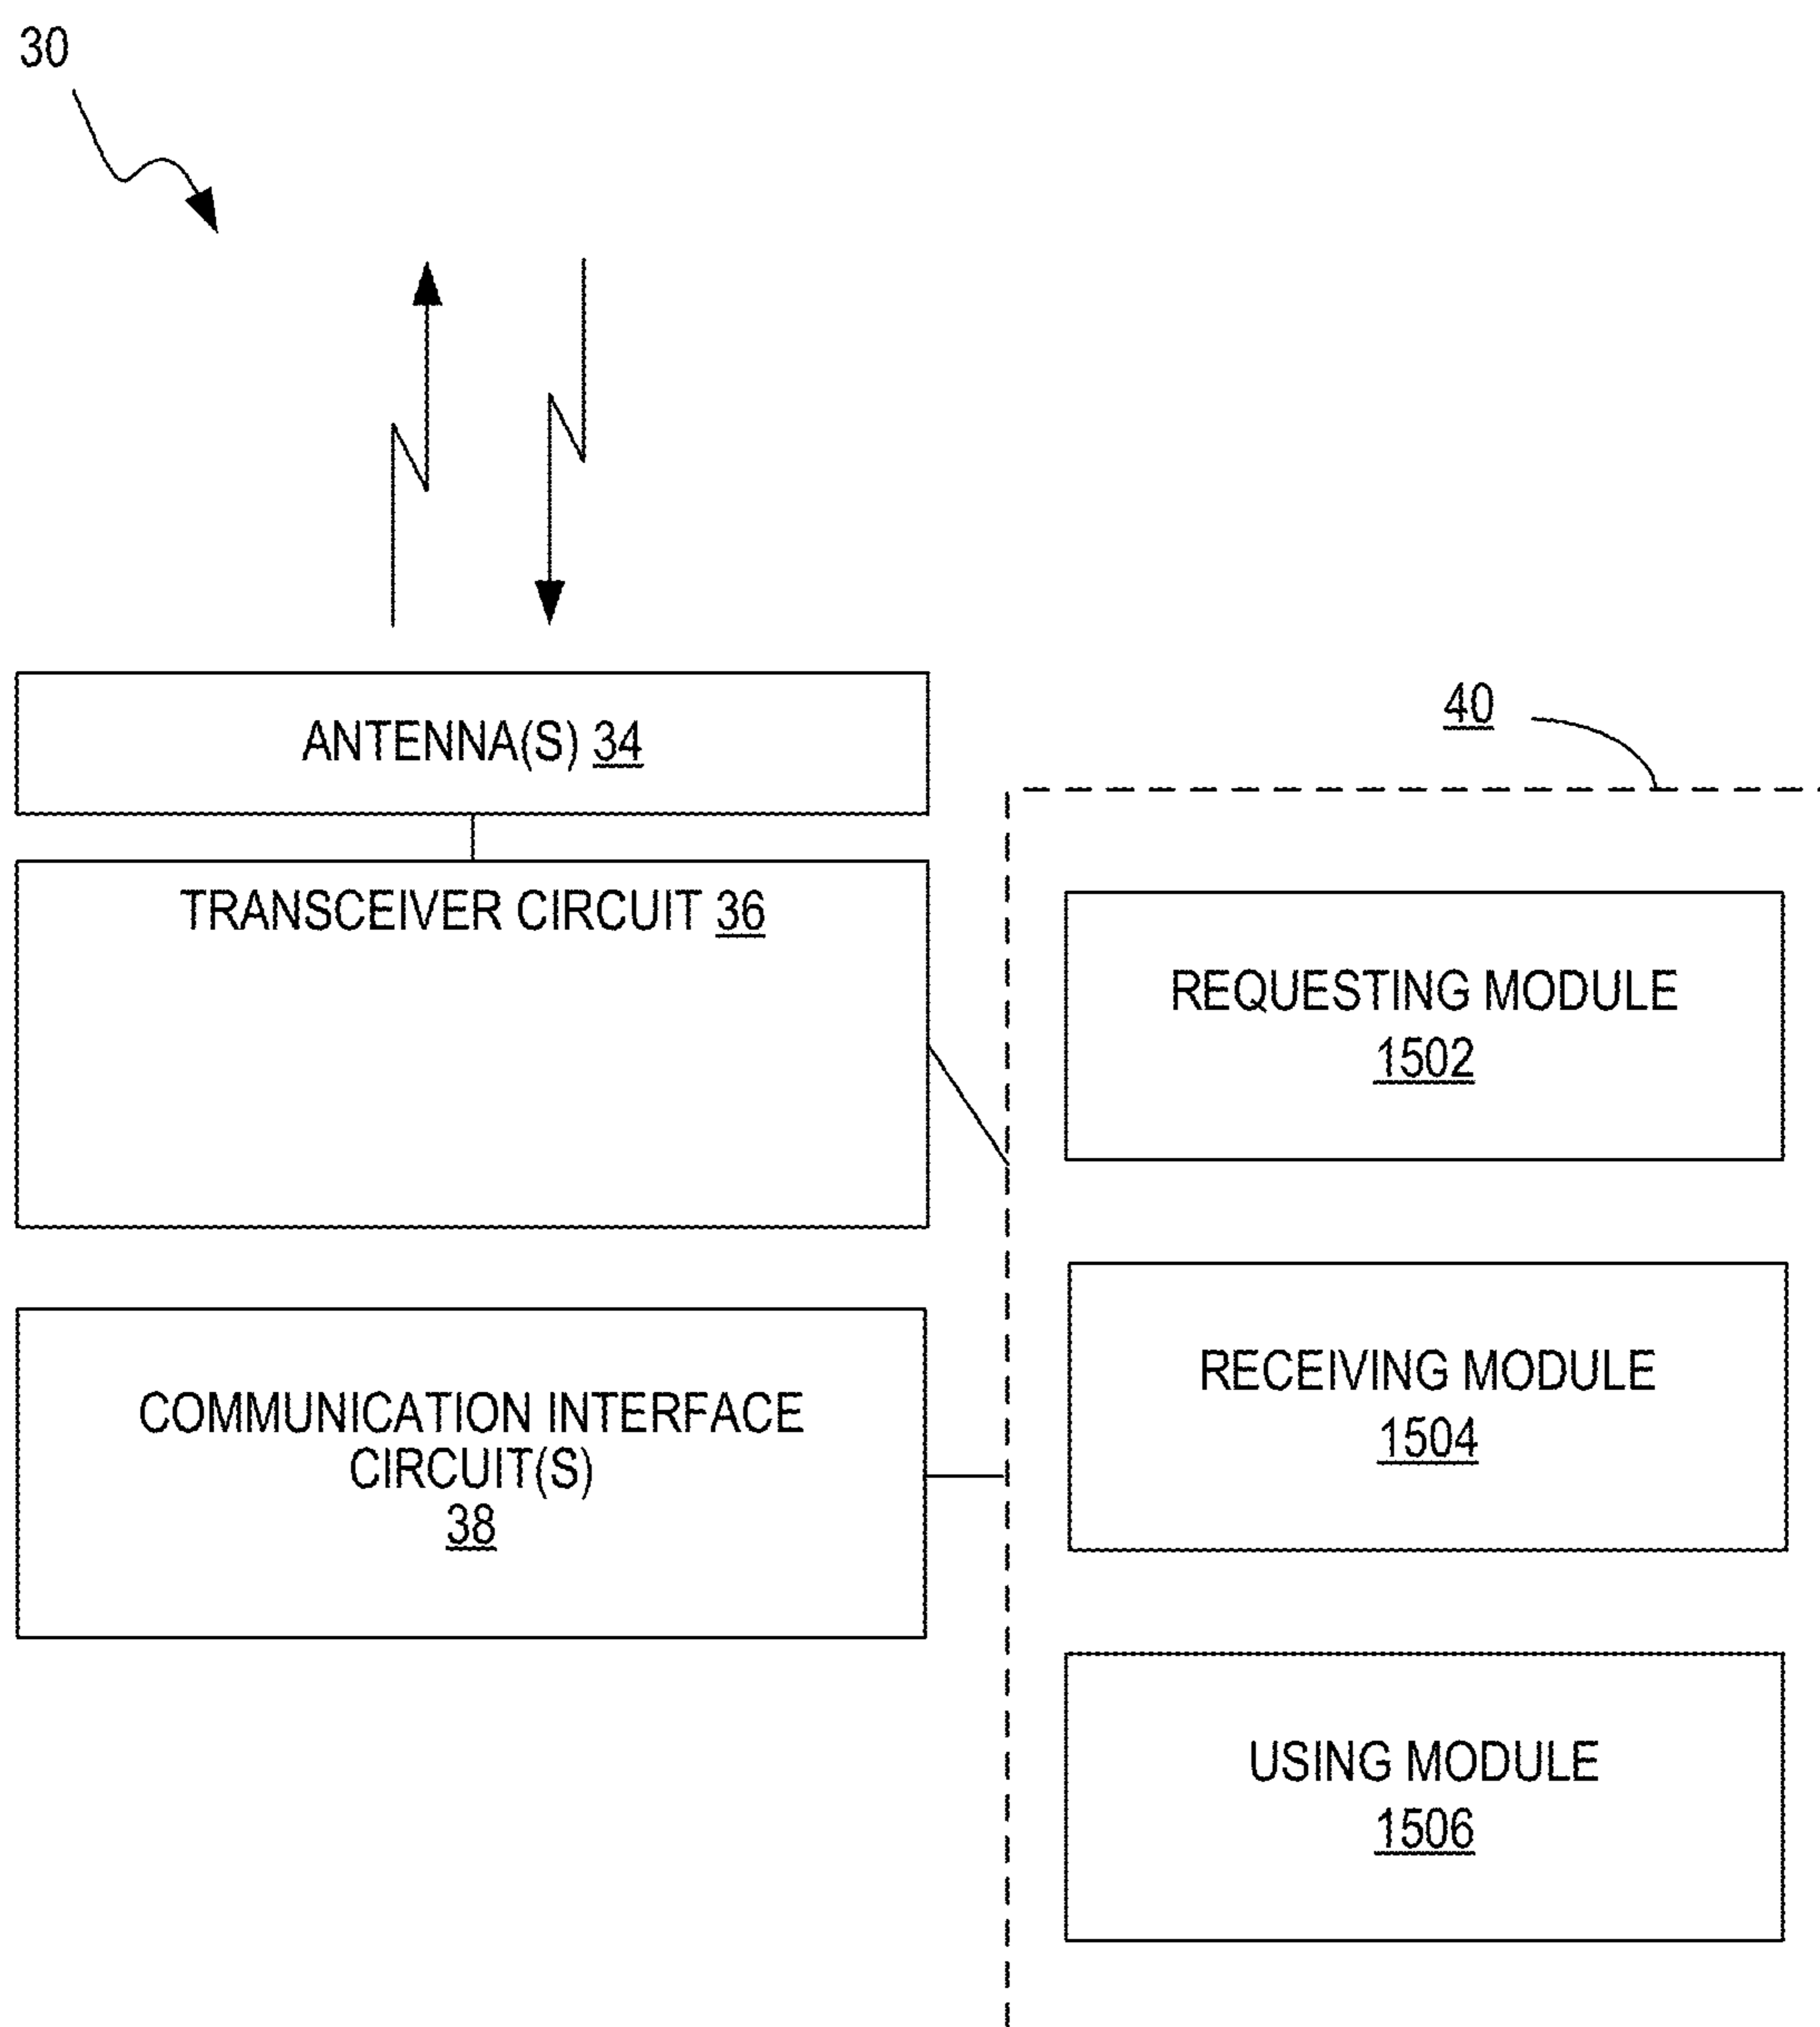 30
ANTENNA(S) 34
40
TRANSCEIVER CIRCUIT 36
REQUESTING MODULE
1502
RECEIVING MODULE
1504
COMMUNICATION INTERFACE
CIRCUIT(S)
38
USING MODULE
1506